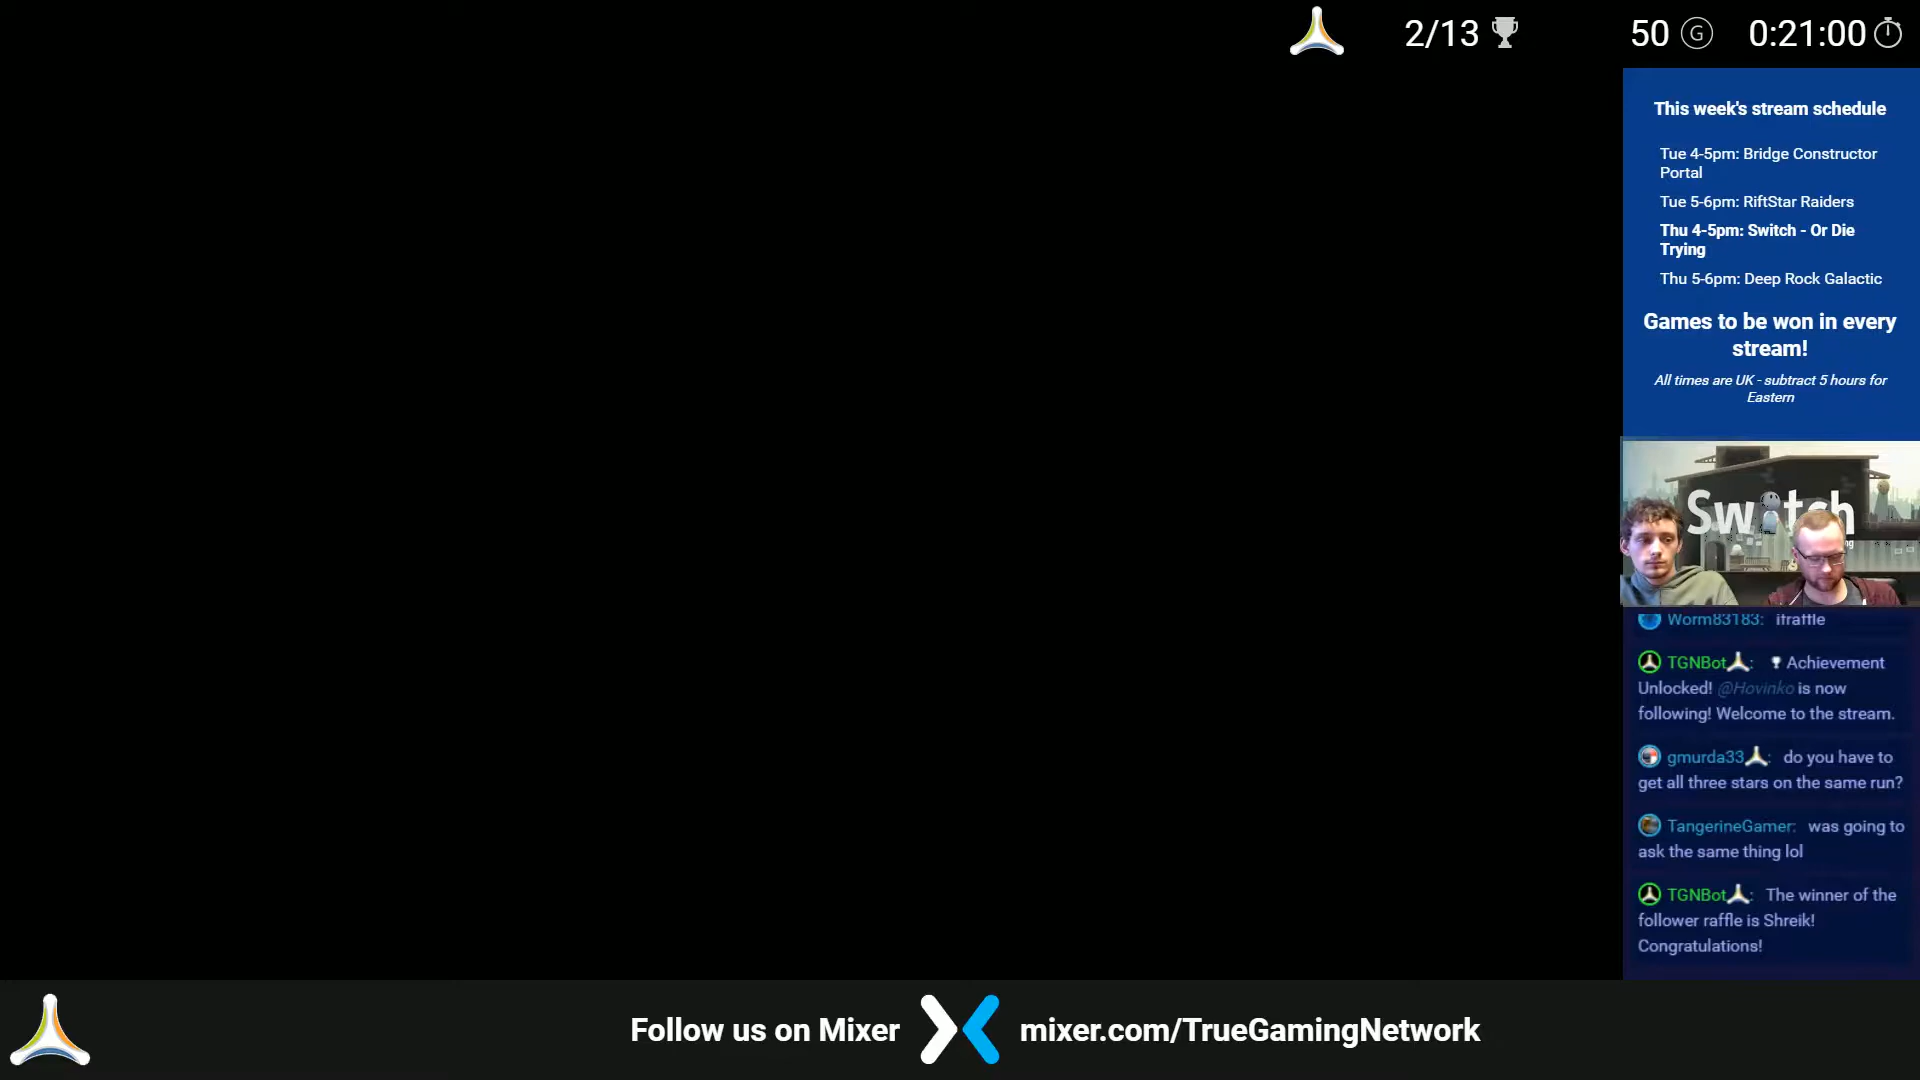 2/13
50 G 0:21:00
This week's stream schedule
Tue 4-5pm: Bridge Constructor
Portal
Tue 5-6pm: RiftStar Raiders
Thu 4-5pm: Switch - Or Die
Trying
Thu 5-6pm: Deep Rock Galactic
Games to be won in every
stream!
All times are UK - subtract 5 hours for
Eastern
Switch
Worm83183:
TGNBot: Achievement
Unlocked! @Hovinko is now
following! Welcome to the stream.
gmurda33: do you have to
get all three stars on the same run?
TangerineGamer: was going to
ask the same thing lol
TGNBot: The winner of the
follower raffle is Shreik!
Congratulations!
Follow us on Mixer mixer.com/TrueGamingNetwork